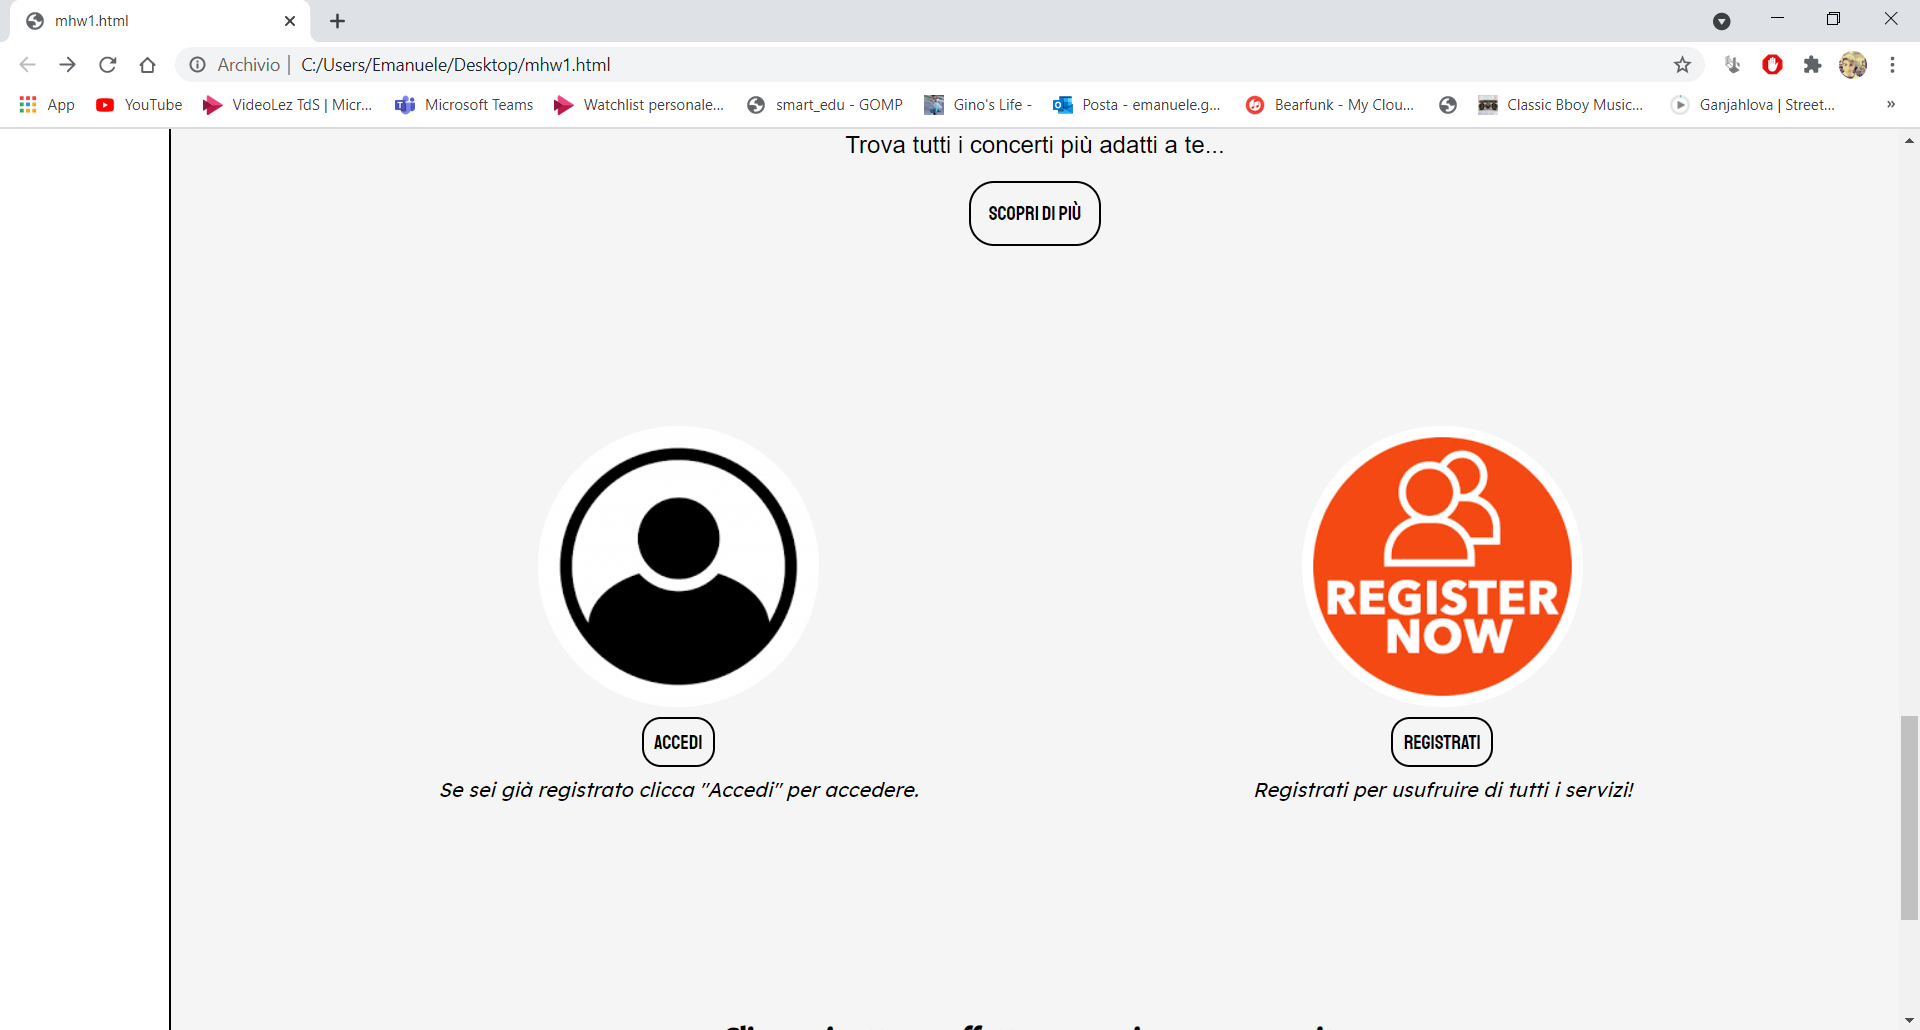 mhw1.html
Archivio | C:/Users/Emanuele/Desktop/mhw1.html
App YouTube VideoLez TdS | Micr... Microsoft Teams Watchlist personale... smart_edu - GOMP Gino's Life - Posta - emanuele.g... Bearfunk - My Clou... Classic Bboy Music... Ganjahlova | Street... »
Trova tutti i concerti più adatti a te...
SCOPRI DI PIÙ
REGISTER
NOW
ACCEDI
REGISTRATI
Se sei già registrato clicca "Accedi" per accedere.
Registrati per usufruire di tutti i servizi!